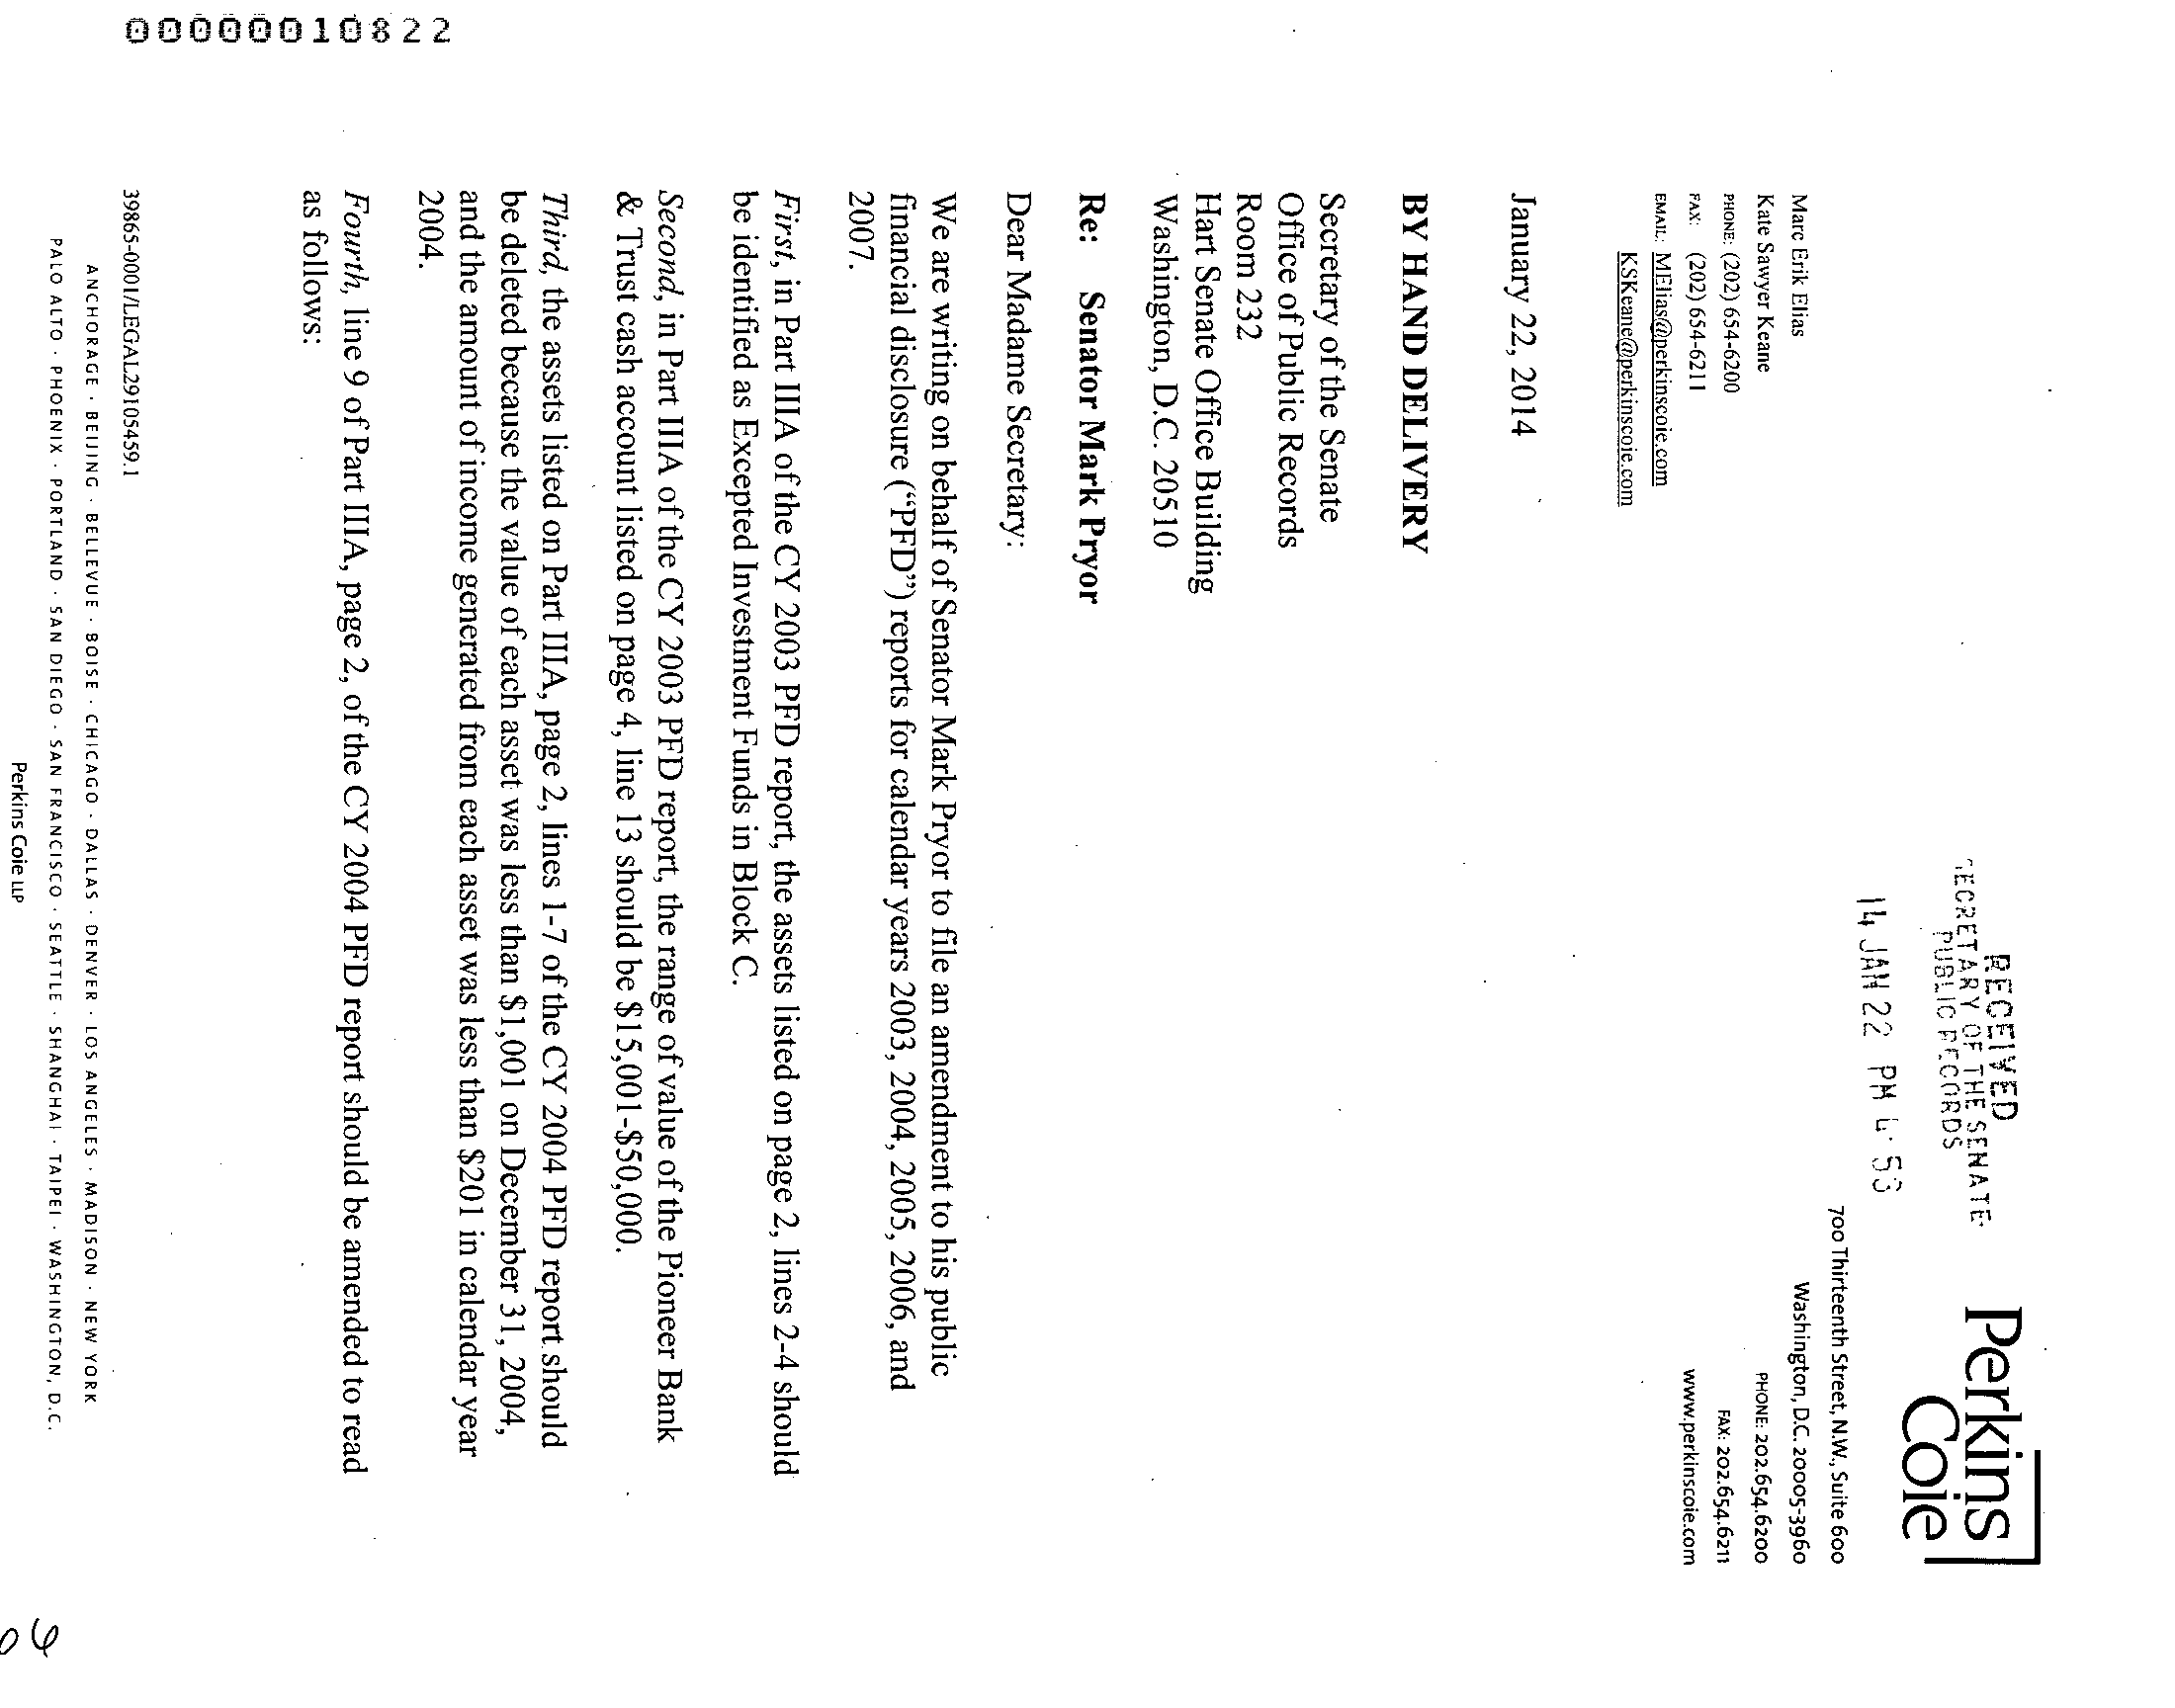 RECEIVED
SECRETARY OF THE SENATE
PUBLIC RECORDS
14 JAN 22 PM 4:53
Perkins
Coie
700 Thirteenth Street, N.W., Suite 600
Washington, D.C. 20005-3960
PHONE: 202.654.6200
FAX: 202.654.6211
www.perkinscoie.com
Marc Erik Elias
Kate Sawyer Keane
PHONE: (202) 654-6200
FAX: (202) 654-6211
EMAIL: MElias@perkinscoie.com
KSKeane@perkinscoie.com
January 22, 2014
BY HAND DELIVERY
Secretary of the Senate
Office of Public Records
Room 232
Hart Senate Office Building
Washington, D.C. 20510
Re: Senator Mark Pryor
Dear Madame Secretary:
We are writing on behalf of Senator Mark Pryor to file an amendment to his public
financial disclosure (“PFD”) reports for calendar years 2003, 2004, 2005, 2006, and
2007.
First, in Part IIIA of the CY 2003 PFD report, the assets listed on page 2, lines 2-4 should
be identified as Excepted Investment Funds in Block C.
Second, in Part IIIA of the CY 2003 PFD report, the range of value of the Pioneer Bank
& Trust cash account listed on page 4, line 13 should be $15,001-$50,000.
Third, the assets listed on Part IIIA, page 2, lines 1-7 of the CY 2004 PFD report should
be deleted because the value of each asset was less than $1,001 on December 31, 2004,
and the amount of income generated from each asset was less than $201 in calendar year
2004.
Fourth, line 9 of Part IIIA, page 2, of the CY 2004 PFD report should be amended to read
as follows:
39865-0001/LEGAL29105459.1
ANCHORAGE · BEIJING · BELLEVUE · BOISE · CHICAGO · DALLAS · DENVER · LOS ANGELES · MADISON · NEW YORK
PALO ALTO · PHOENIX · PORTLAND · SAN DIEGO · SAN FRANCISCO · SEATTLE · SHANGHAI · TAIPEI · WASHINGTON, D.C.
Perkins Coie LLP
00000010822